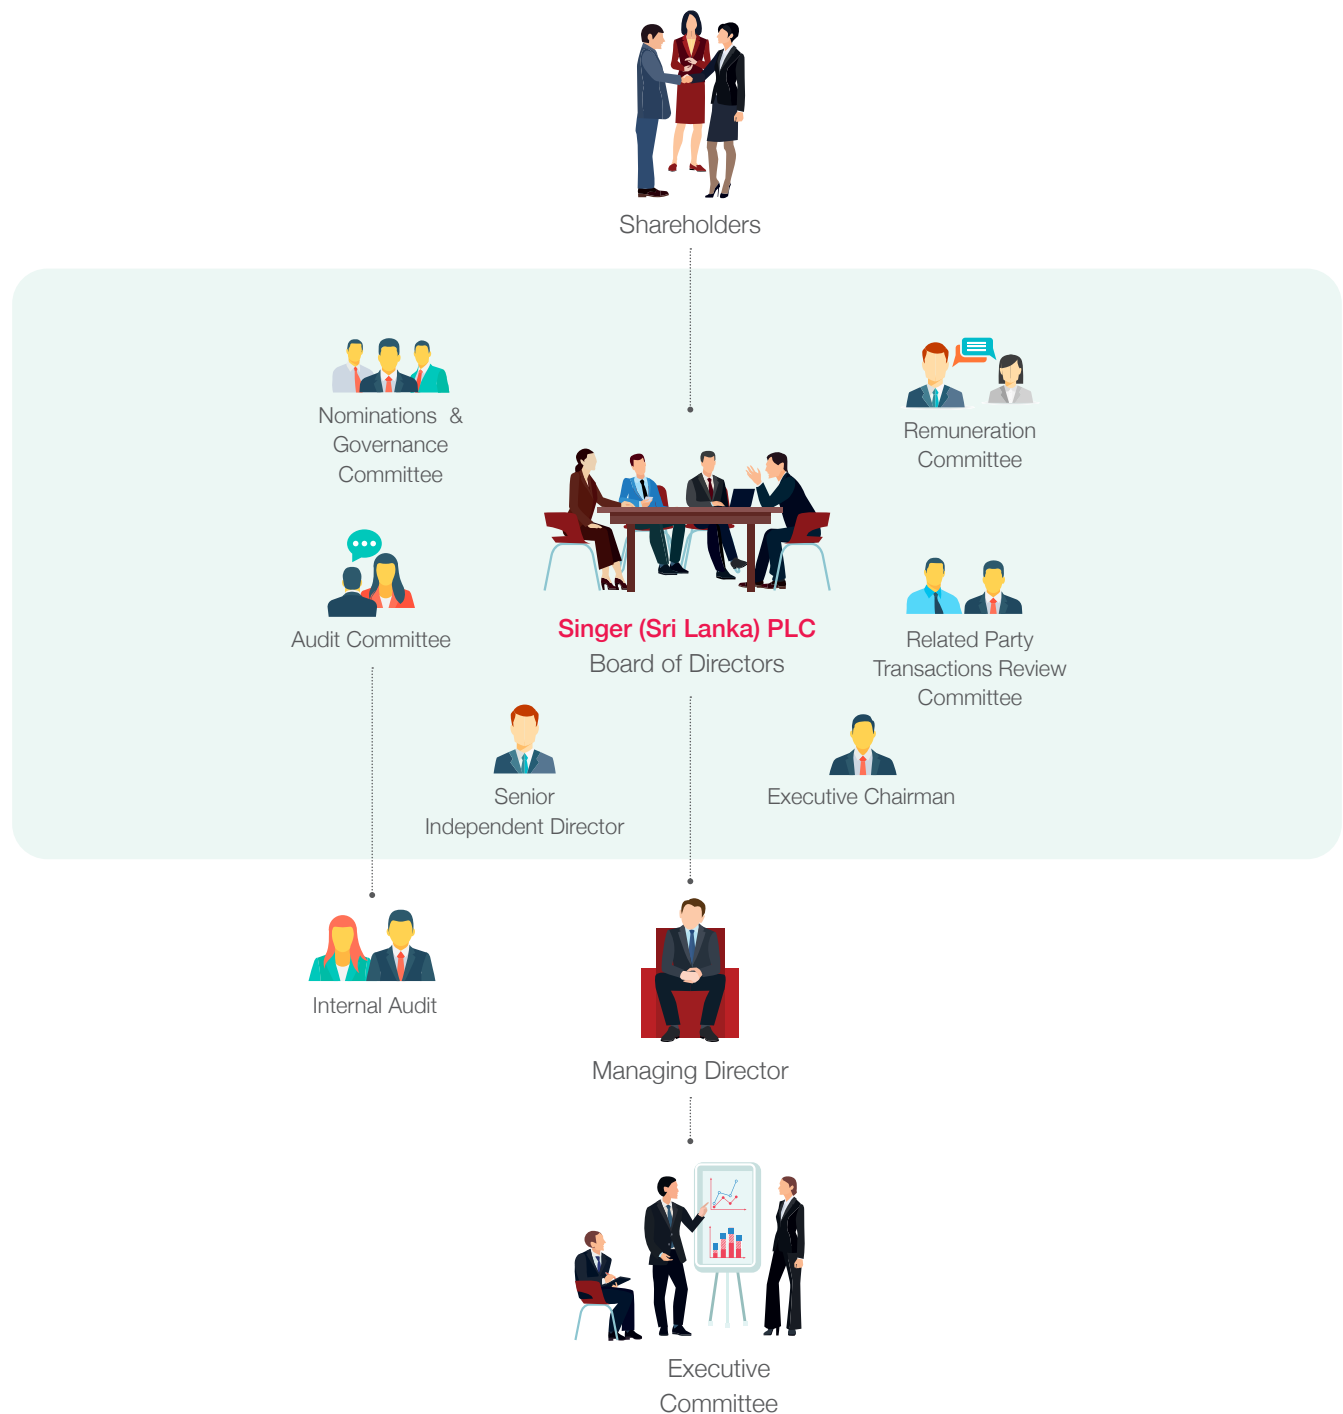 Shareholders
Nominations & 
Governance
Committee
Remuneration
Committee
Audit Committee
Singer (Sri Lanka) PLC
Board of Directors
Related Party
Transactions Review
Committee
Senior
Independent Director
Executive Chairman
Internal Audit
Managing Director
Executive
Committee